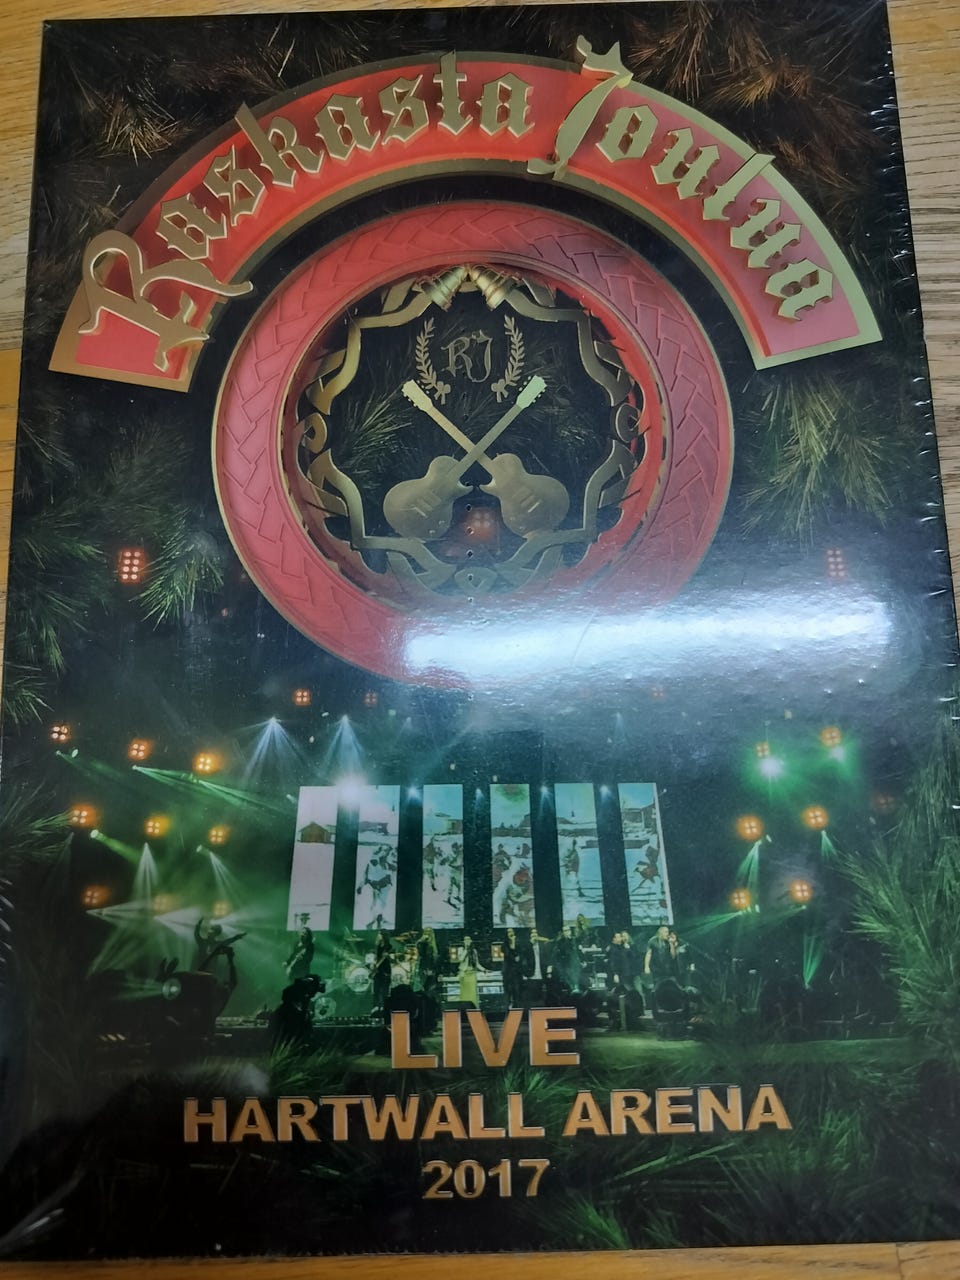 Raskasta Joulua
RJ
LIVE
HARTWALL ARENA
2017